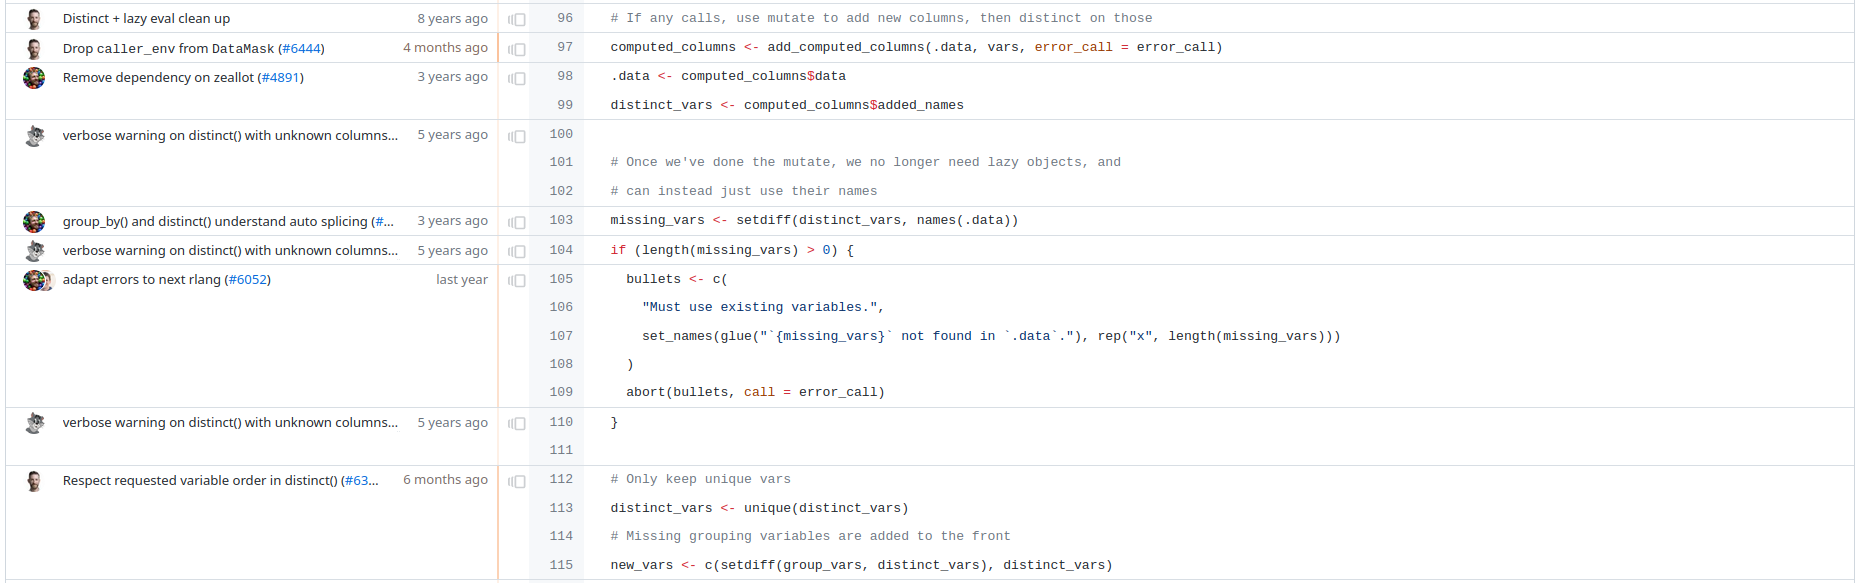 Distinct + lazy eval clean up 8 years ago 96 # If any calls, use mutate to add new columns, then distinct on those
Drop caller_env from DataMask (#6444) 4 months ago 97 computed_columns <- add_computed_columns(.data, vars, error_call = error_call)
Remove dependency on zeallot (#4891) 3 years ago 98 .data <- computed_columns$data
99 distinct_vars <- computed_columns$added_names
verbose warning on distinct() with unknown columns... 5 years ago 100
101 # Once we've done the mutate, we no longer need lazy objects, and
102 # can instead just use their names
group_by() and distinct() understand auto splicing (#... 3 years ago 103 missing_vars <- setdiff(distinct_vars, names(.data))
verbose warning on distinct() with unknown columns... 5 years ago 104 if (length(missing_vars) > 0) {
adapt errors to next rlang (#6052) last year 105 bullets <- c(
106 "Must use existing variables.",
107 set_names(glue("`{missing_vars}` not found in `.data`."), rep("x", length(missing_vars)))
108 )
109 abort(bullets, call = error_call)
verbose warning on distinct() with unknown columns... 5 years ago 110 }
111
Respect requested variable order in distinct() (#63... 6 months ago 112 # Only keep unique vars
113 distinct_vars <- unique(distinct_vars)
114 # Missing grouping variables are added to the front
115 new_vars <- c(setdiff(group_vars, distinct_vars), distinct_vars)